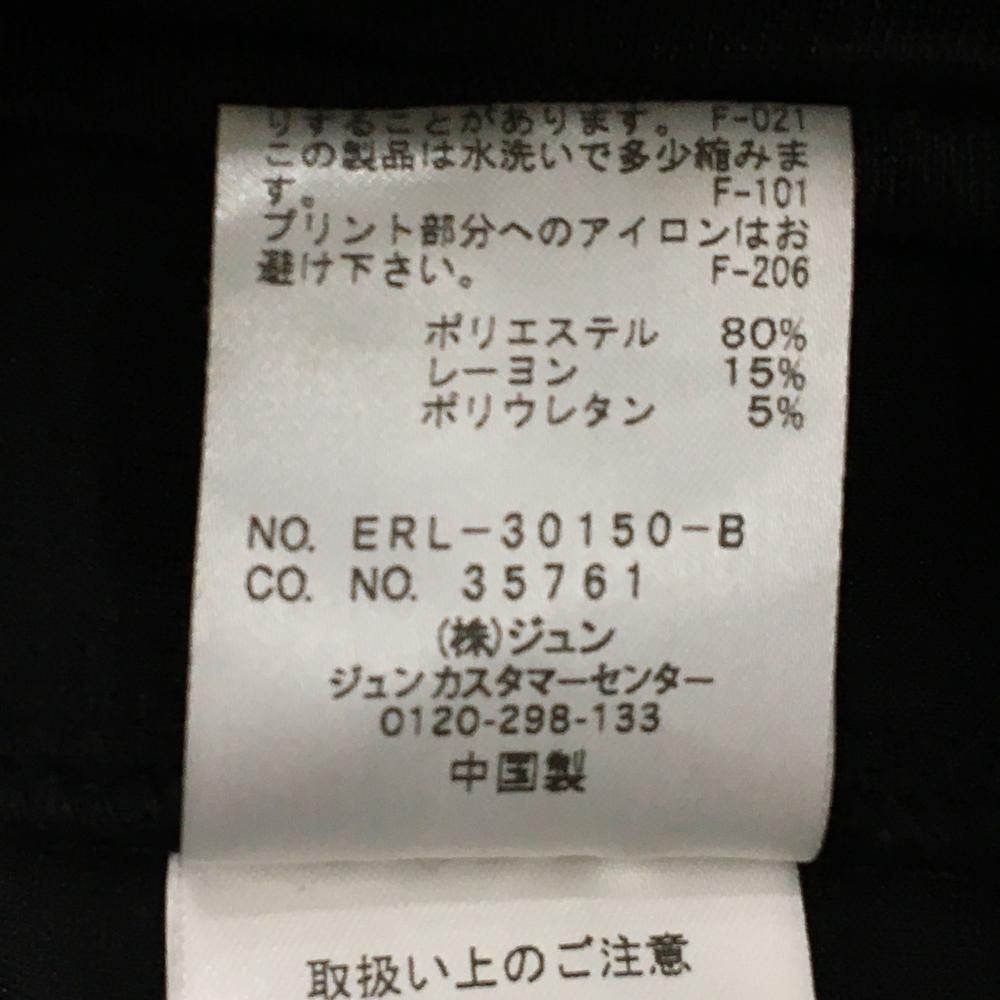 りすることがあります。 F-021
この製品は水洗いで多少縮みま
す。 F-101
プリント部分へのアイロンはお
避け下さい。 F-206
ポリエステル 80%
レーヨン 15%
ポリウレタン 5%
NO. ERL-30150-B
CO. NO. 35761
(株)ジュン
ジュンカスタマーセンター
0120-298-133
中国製
取扱い上のご注意